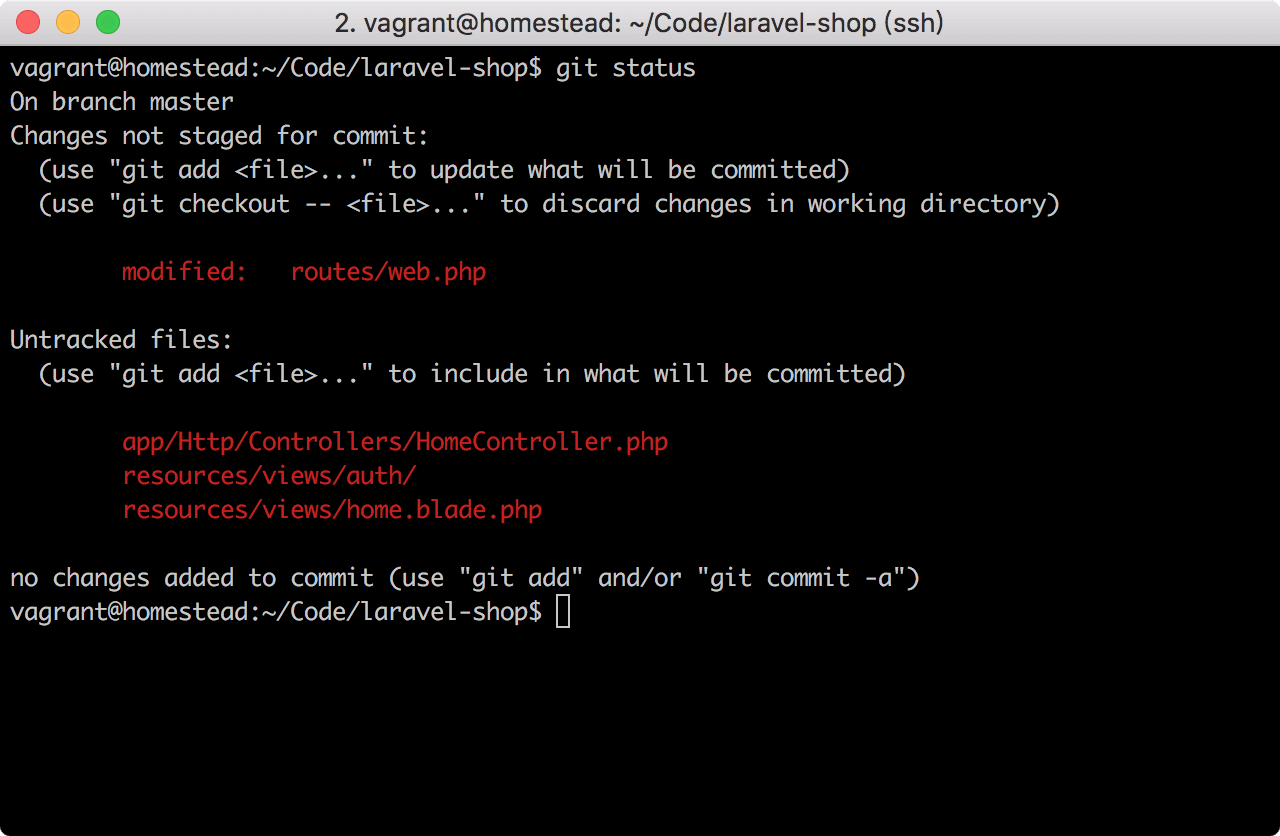 2. vagrant@homestead: ~/Code/laravel-shop (ssh)
vagrant@homestead:~/Code/laravel-shop$ git status
On branch master
Changes not staged for commit:
  (use "git add <file>..." to update what will be committed)
  (use "git checkout -- <file>..." to discard changes in working directory)
        modified:   routes/web.php
Untracked files:
  (use "git add <file>..." to include in what will be committed)
        app/Http/Controllers/HomeController.php
        resources/views/auth/
        resources/views/home.blade.php
no changes added to commit (use "git add" and/or "git commit -a")
vagrant@homestead:~/Code/laravel-shop$